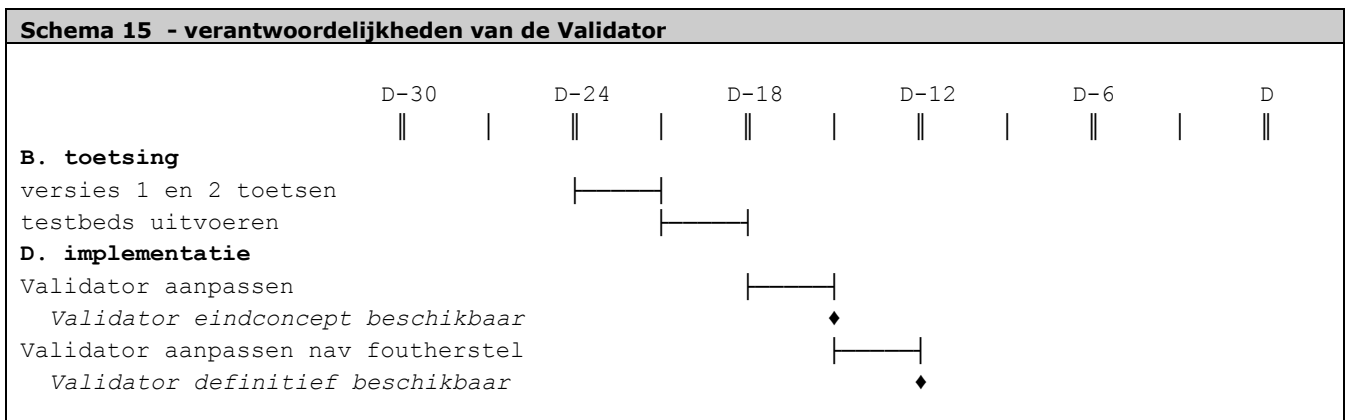 Schema 15  - verantwoordelijkheden van de Validator
D-30 D-24 D-18 D-12 D-6 D
B. toetsing
versies 1 en 2 toetsen
testbeds uitvoeren
D. implementatie
Validator aanpassen
Validator eindconcept beschikbaar
Validator aanpassen nav foutherstel
Validator definitief beschikbaar